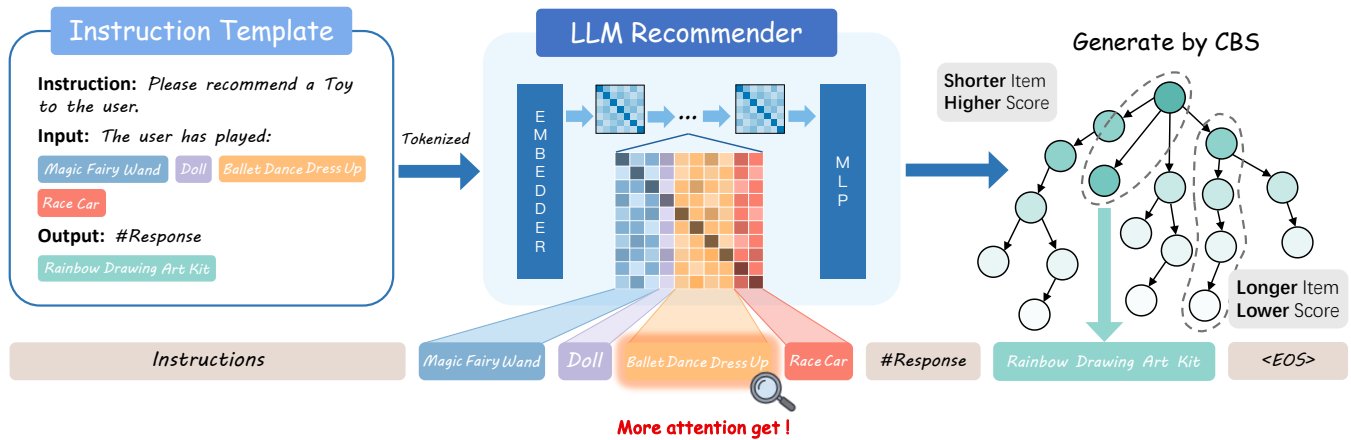 Instruction Template
Instruction: Please recommend a Toy
to the user.
Input: The user has played:
Magic Fairy Wand
Doll
Ballet Dance Dress Up
Race Car
Output: #Response
Rainbow Drawing Art Kit
Tokenized
LLM Recommender
EMBEDDER
...
MLP
Generate by CBS
Shorter Item
Higher Score
Longer Item
Lower Score
Instructions
Magic Fairy Wand
Doll
Ballet Dance Dress Up
Race Car
#Response
Rainbow Drawing Art Kit
<EOS>
More attention get !